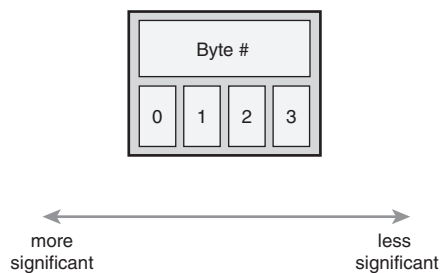 Byte #
0 1 2 3
more
significant
less
significant